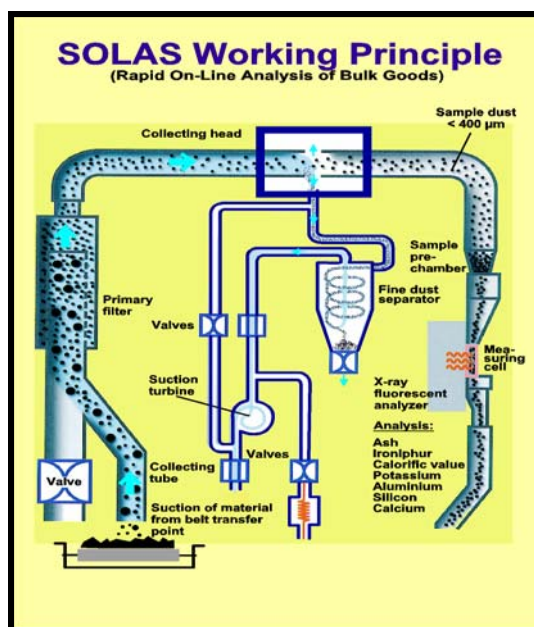 SOLAS Working Principle
(Rapid On-Line Analysis of Bulk Goods)
Sample dust
< 400 µm
Collecting head
Sample
pre-
chamber
Primary
filter
Fine dust
separator
Valves
Mea-
suring
cell
X-ray
fluorescent
analyzer
Suction
turbine
Analysis:
Ash
Ironiphur
Calorific value
Potassium
Aluminium
Silicon
Calcium
Valves
Collecting
tube
Valve
Suction of material
from belt transfer
point